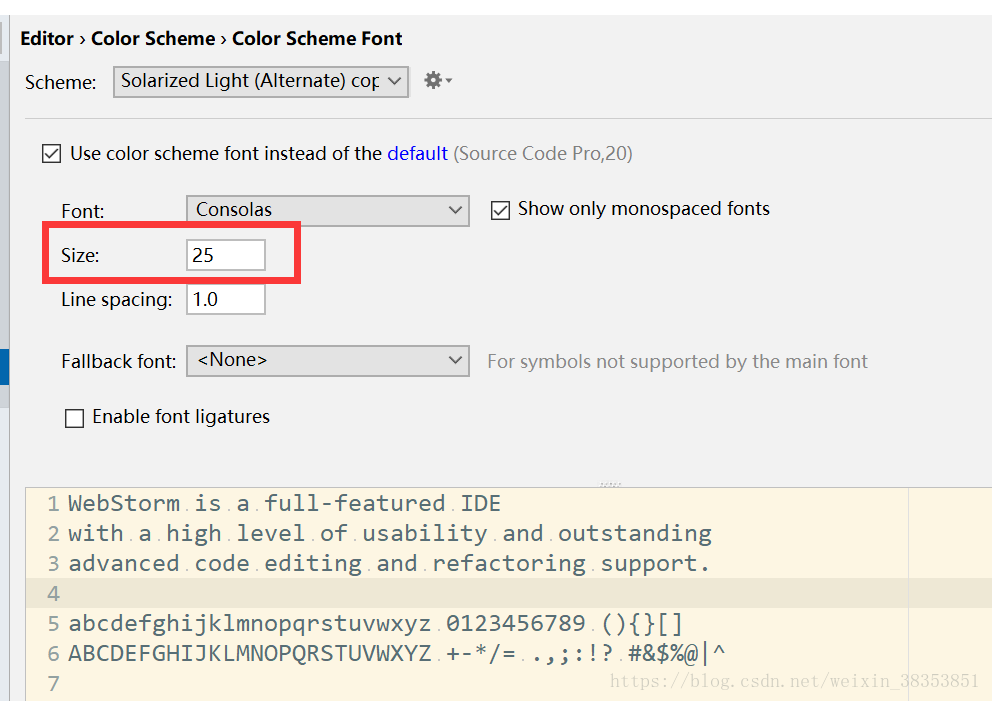 Editor › Color Scheme › Color Scheme Font
Scheme: Solarized Light (Alternate) cop
Use color scheme font instead of the default (Source Code Pro,20)
Font: Consolas Show only monospaced fonts
Size: 25
Line spacing: 1.0
Fallback font: <None> For symbols not supported by the main font
Enable font ligatures
1 WebStorm is a full-featured IDE
2 with a high level of usability and outstanding
3 advanced code editing and refactoring support.
4
5 abcdefghijklmnopqrstuvwxyz 0123456789 (){}[]
6 ABCDEFGHIJKLMNOPQRSTUVWXYZ +-*/= .,;:!? #&$%@|^
7
https://blog.csdn.net/weixin_38353851